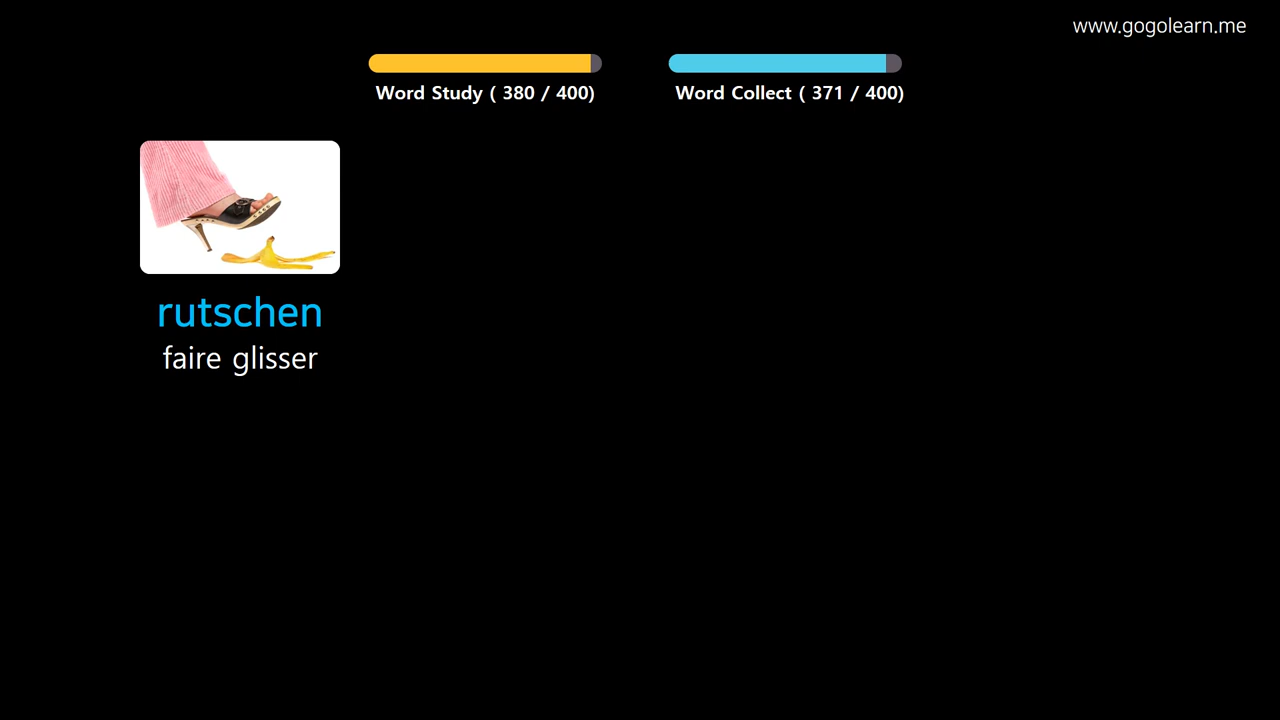 www.gogolearn.me
Word Study ( 380 / 400)
Word Collect ( 371 / 400)
rutschen
faire glisser